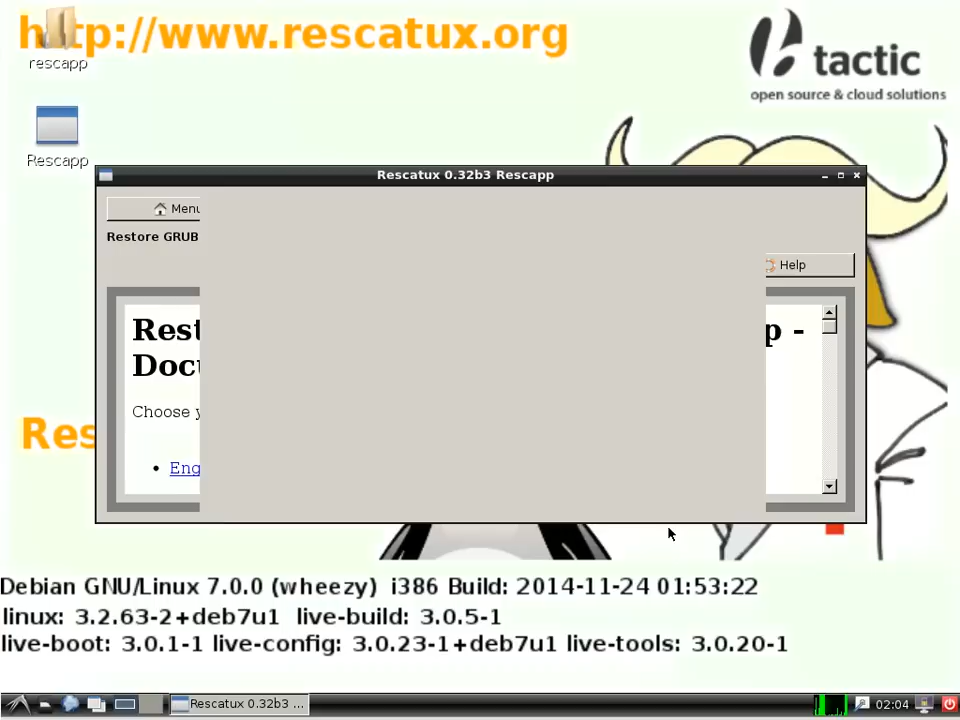 http://www.rescatux.org
rescapp
tactic
open source & cloud solutions
Rescapp
Rescatux 0.32b3 Rescapp
Menu
Restore GRUB
Help
Rest
p -
Docu
Choose y
Eng
Res
Debian GNU/Linux 7.0.0 (wheezy) i386 Build: 2014-11-24 01:53:22
linux: 3.2.63-2+deb7u1 live-build: 3.0.5-1
live-boot: 3.0.1-1 live-config: 3.0.23-1+deb7u1 live-tools: 3.0.20-1
Rescatux 0.32b3 ...
02:04